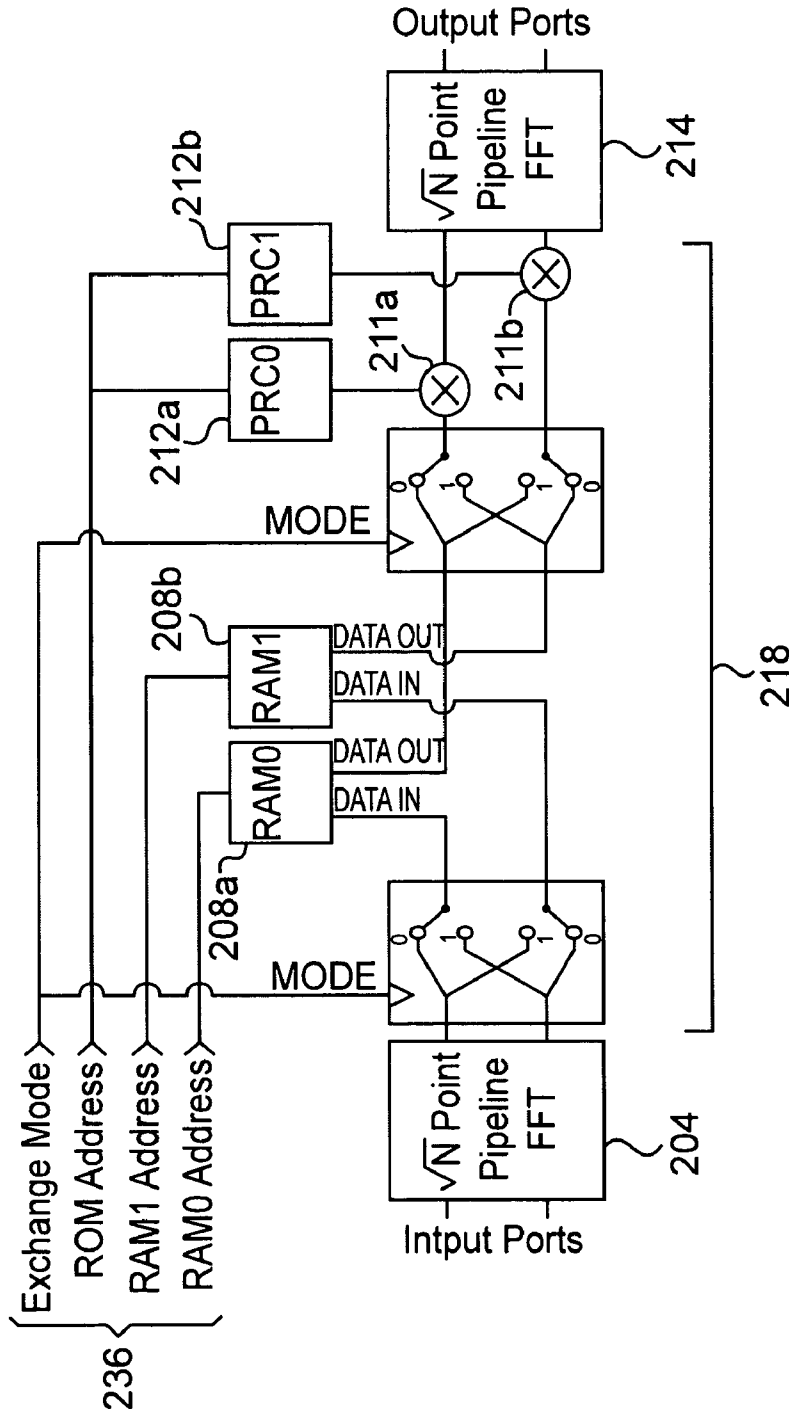 Exchange Mode
ROM Address
RAM1 Address
RAM0 Address
236
MODE
MODE
208a
RAM0
DATA IN
DATA OUT
208b
RAM1
DATA IN
DATA OUT
212a
PRC0
212b
PRC1
211a
211b
Intput Ports
√N Point
Pipeline
FFT
204
0
1
1
0
0
1
1
0
√N Point
Pipeline
FFT
214
Output Ports
218